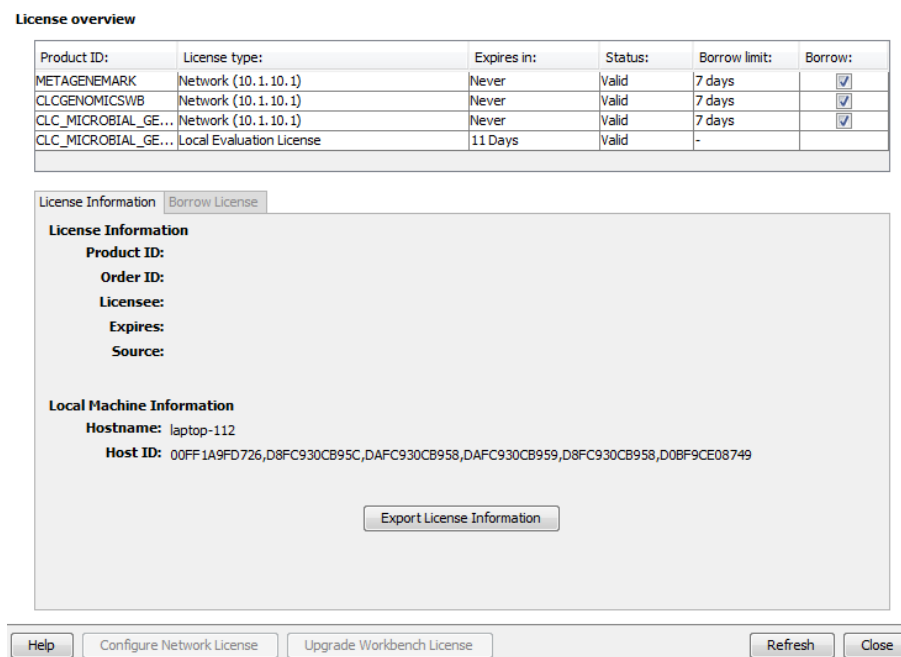 License overview
Product ID: License type: Expires in: Status: Borrow limit: Borrow:
METAGENEMARK Network (10.1.10.1) Never Valid 7 days
CLCGENOMICSWB Network (10.1.10.1) Never Valid 7 days
CLC_MICROBIAL_GE... Network (10.1.10.1) Never Valid 7 days
CLC_MICROBIAL_GE... Local Evaluation License 11 Days Valid -
License Information Borrow License
License Information
Product ID:
Order ID:
Licensee:
Expires:
Source:
Local Machine Information
Hostname: laptop-112
Host ID: 00FF1A9FD726,D8FC930CB95C,DAFC930CB958,DAFC930CB959,D8FC930CB958,D0BF9CE08749
Export License Information
Help Configure Network License Upgrade Workbench License Refresh Close